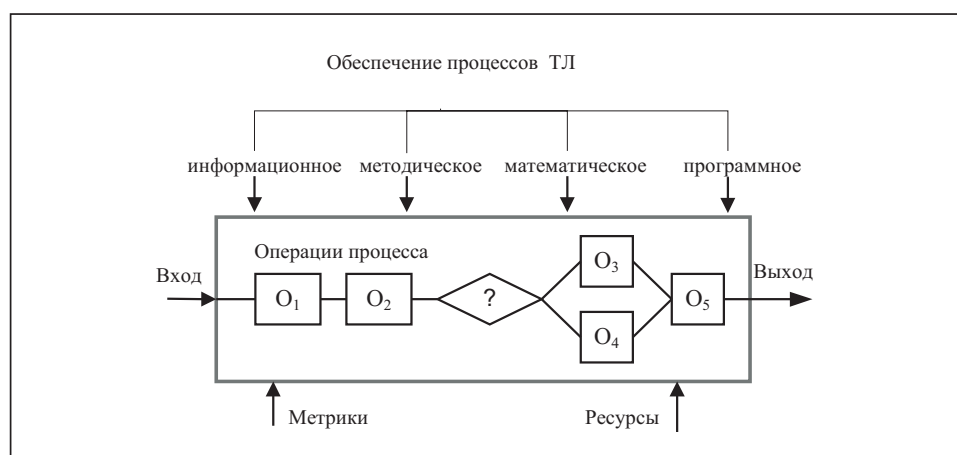 Обеспечение процессов ТЛ
информационное методическое математическое программное
Операции процесса
Вход
Выход
O₁ O₂ ? O₃ O₄ O₅
Метрики
Ресурсы